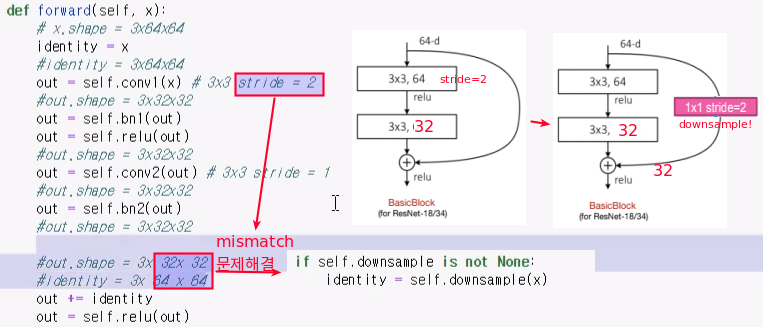 def forward(self, x):
# x.shape = 3x64x64
identity = x
#identity = 3x64x64
out = self.conv1(x) # 3x3 stride = 2
#out.shape = 3x32x32
out = self.bn1(out)
out = self.relu(out)
#out.shape = 3x32x32
out = self.conv2(out) # 3x3 stride = 1
#out.shape = 3x32x32
out = self.bn2(out)
#out.shape = 3x32x32
#out.shape = 3x 32x 32
#identity = 3x 64 x 64
out += identity
out = self.relu(out)
mismatch
문제해결
if self.downsample is not None:
identity = self.downsample(x)
64-d
3x3, 64
stride=2
relu
3x3, 32
relu
BasicBlock
(for ResNet-18/34)
64-d
3x3, 64
relu
1x1 stride=2
downsample!
3x3, 32
32
relu
BasicBlock
(for ResNet-18/34)